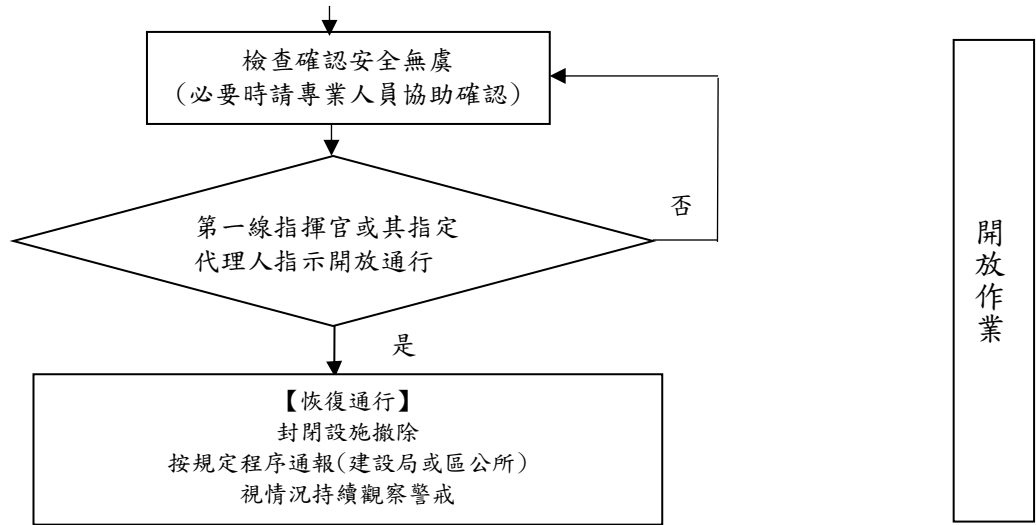 檢查確認安全無虞
(必要時請專業人員協助確認)
第一線指揮官或其指定
代理人指示開放通行
否
是
【恢復通行】
封閉設施撤除
按規定程序通報(建設局或區公所)
視情況持續觀察警戒
開放作業